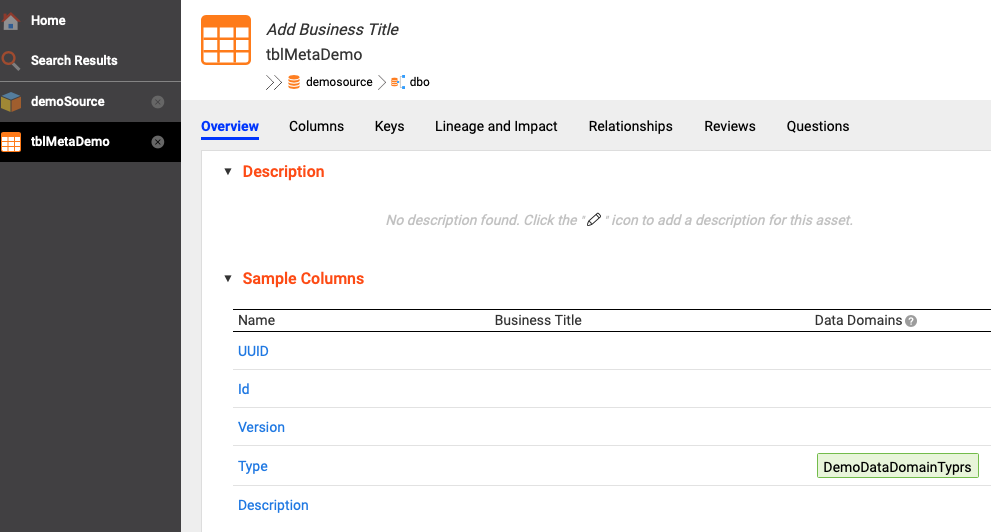 Home
Search Results
demoSource
tblMetaDemo
Add Business Title
tblMetaDemo
demosource dbo
Overview Columns Keys Lineage and Impact Relationships Reviews Questions
Description
No description found. Click the " " icon to add a description for this asset.
Sample Columns
Name Business Title Data Domains ?
UUID
Id
Version
Type DemoDataDomainTyprs
Description